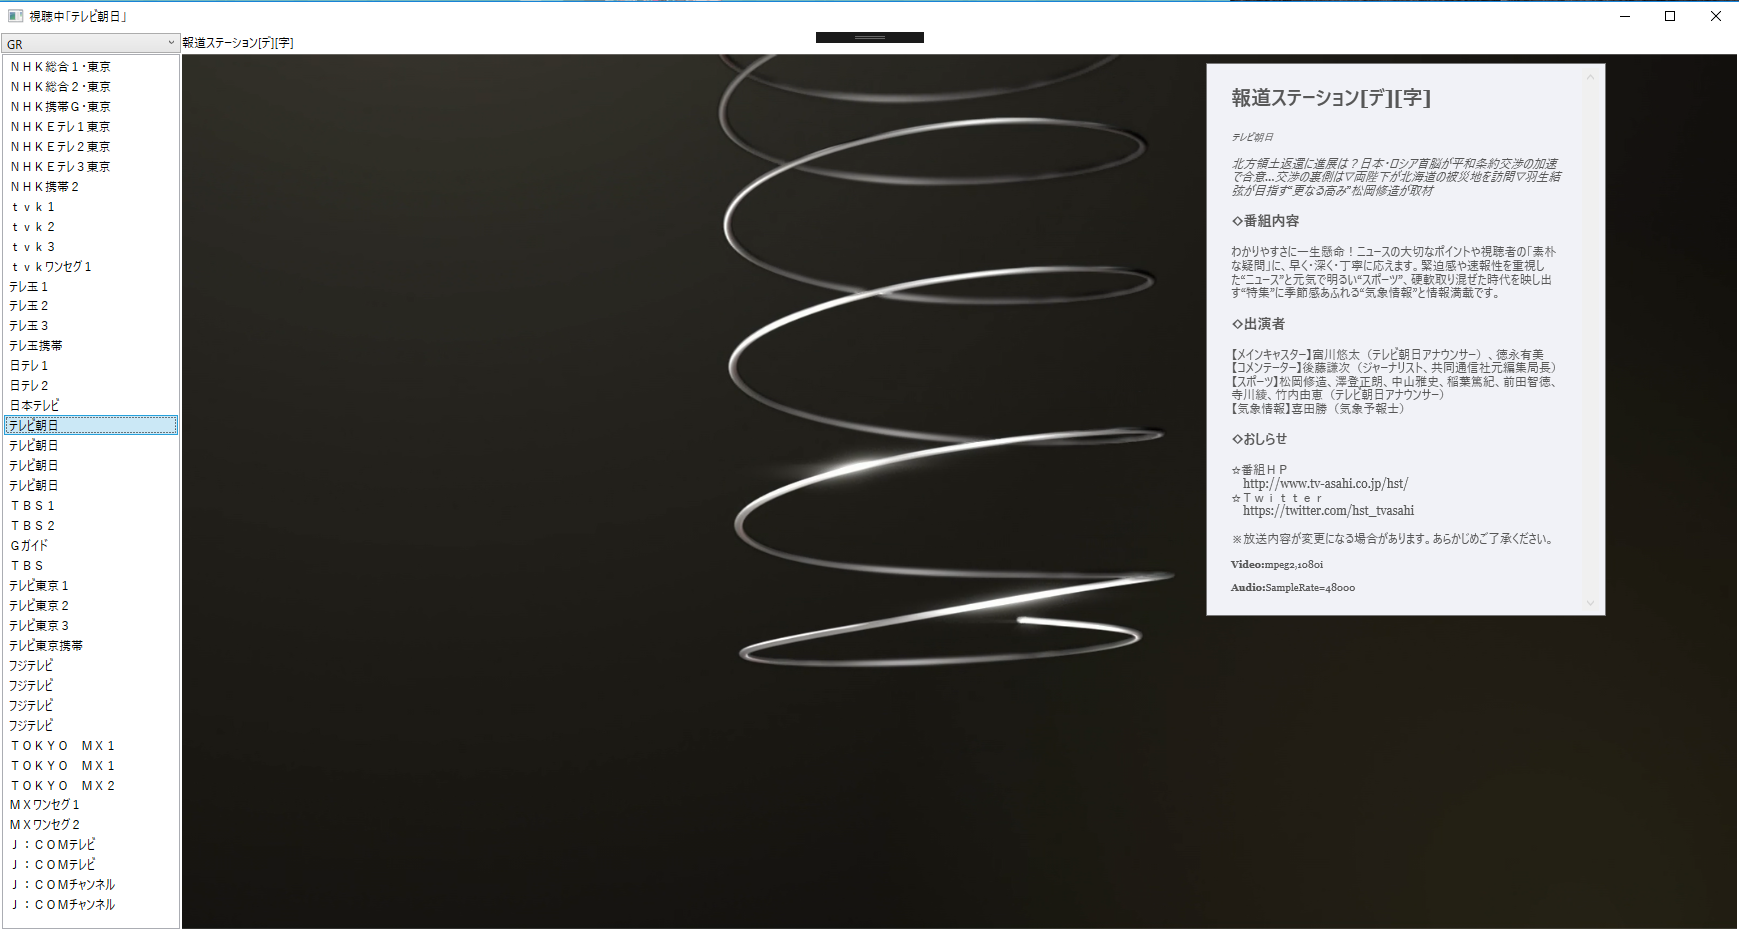 視聴中「テレビ朝日」
GR
報道ステーション[デ][字]
ＮＨＫ総合１・東京
ＮＨＫ総合２・東京
ＮＨＫ携帯Ｇ・東京
ＮＨＫＥテレ１東京
ＮＨＫＥテレ２東京
ＮＨＫＥテレ３東京
ＮＨＫ携帯２
ｔｖｋ１
ｔｖｋ２
ｔｖｋ３
ｔｖｋワンセグ１
テレ玉１
テレ玉２
テレ玉３
テレ玉携帯
日テレ１
日テレ２
日本テレビ
テレビ朝日
テレビ朝日
テレビ朝日
テレビ朝日
ＴＢＳ１
ＴＢＳ２
Ｇガイド
ＴＢＳ
テレビ東京１
テレビ東京２
テレビ東京３
テレビ東京携帯
フジテレビ
フジテレビ
フジテレビ
フジテレビ
ＴＯＫＹＯ　ＭＸ１
ＴＯＫＹＯ　ＭＸ１
ＴＯＫＹＯ　ＭＸ２
ＭＸワンセグ１
ＭＸワンセグ２
Ｊ：ＣＯＭテレビ
Ｊ：ＣＯＭテレビ
Ｊ：ＣＯＭチャンネル
Ｊ：ＣＯＭチャンネル
報道ステーション[デ][字]
テレビ朝日
北方領土返還に進展は？日本・ロシア首脳が平和条約交渉の加速
で合意…交渉の裏側は▽両陛下が北海道の被災地を訪問▽羽生結
弦が目指す“更なる高み”松岡修造が取材
◇番組内容
わかりやすさに一生懸命！ニュースの大切なポイントや視聴者の「素朴
な疑問」に、早く・深く・丁寧に応えます。緊迫感や速報性を重視し
た“ニュース”と元気で明るい“スポーツ”、硬軟取り混ぜた時代を映し出
す“特集”に季節感あふれる“気象情報”と情報満載です。
◇出演者
【メインキャスター】富川悠太（テレビ朝日アナウンサー）、徳永有美
【コメンテーター】後藤謙次（ジャーナリスト、共同通信社元編集局長）
【スポーツ】松岡修造、澤登正朗、中山雅史、稲葉篤紀、前田智徳、
寺川綾、竹内由恵（テレビ朝日アナウンサー）
【気象情報】喜田勝（気象予報士）
◇おしらせ
☆番組ＨＰ
http://www.tv-asahi.co.jp/hst/
☆Ｔｗｉｔｔｅｒ
https://twitter.com/hst_tvasahi
※放送内容が変更になる場合があります。あらかじめご了承ください。
Video:mpeg2,1080i
Audio:SampleRate=48000